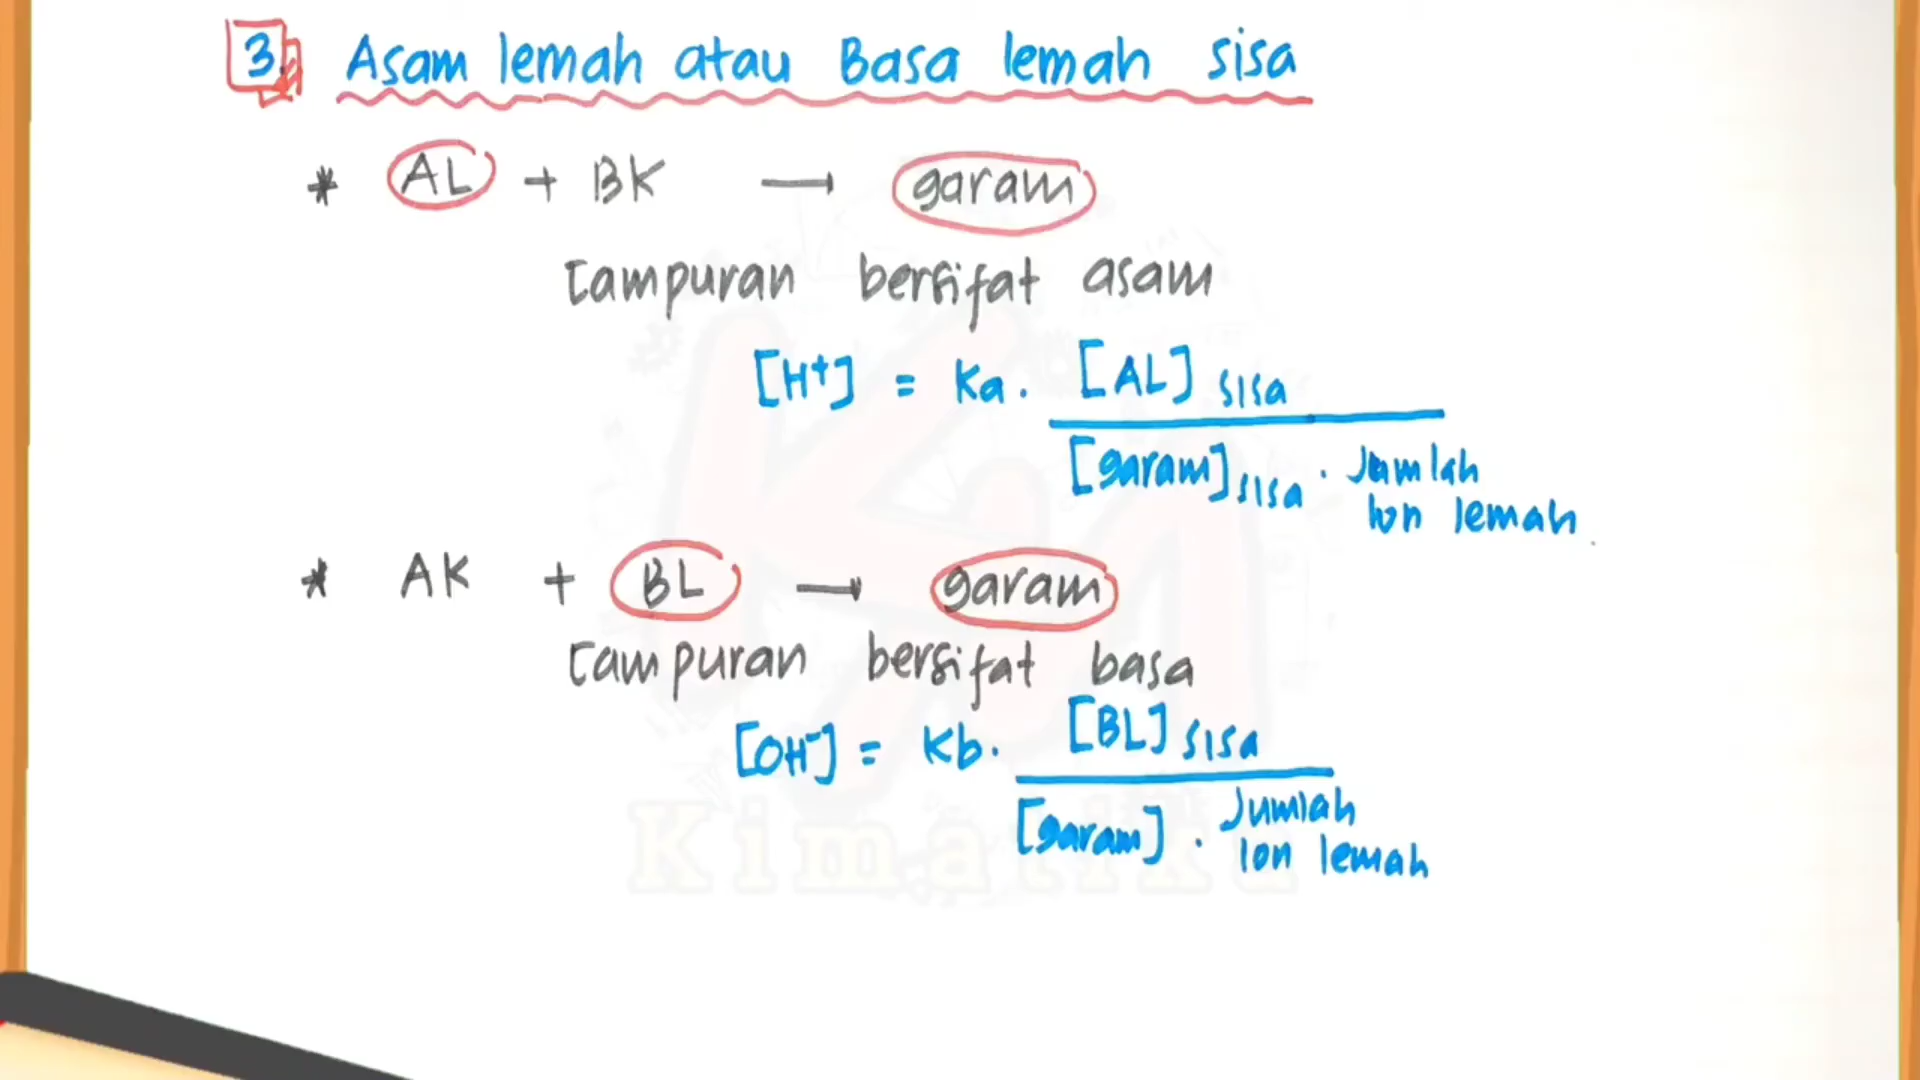 3. Asam lemah atau Basa lemah sisa
* AL + BK → garam
Campuran bersifat asam
[H+] = Ka . [AL] sisa
[garam] sisa . Jumlah
Ion lemah
* AK + BL → garam
Campuran bersifat basa
[OH-] = Kb . [BL] sisa
[garam] . Jumlah
Ion lemah
Kimatika